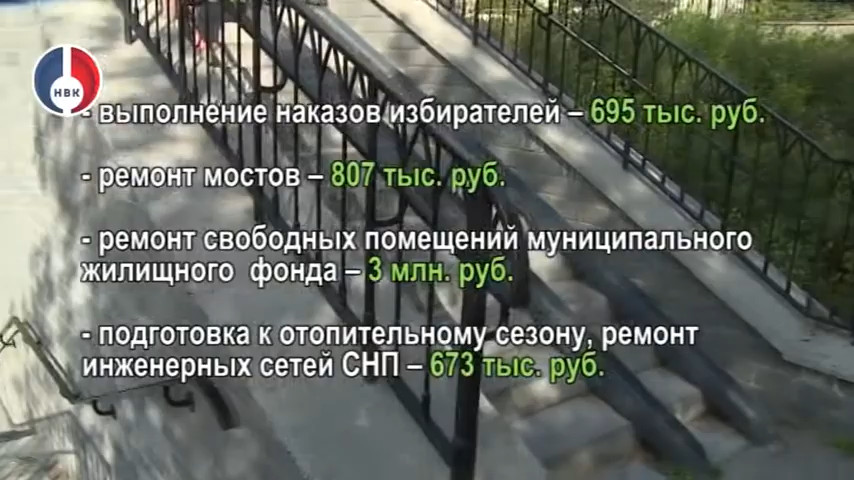 НВК
- выполнение наказов избирателей – 695 тыс. руб.
- ремонт мостов – 807 тыс. руб.
- ремонт свободных помещений муниципального
жилищного фонда – 3 млн. руб.
- подготовка к отопительному сезону, ремонт
инженерных сетей СНП – 673 тыс. руб.